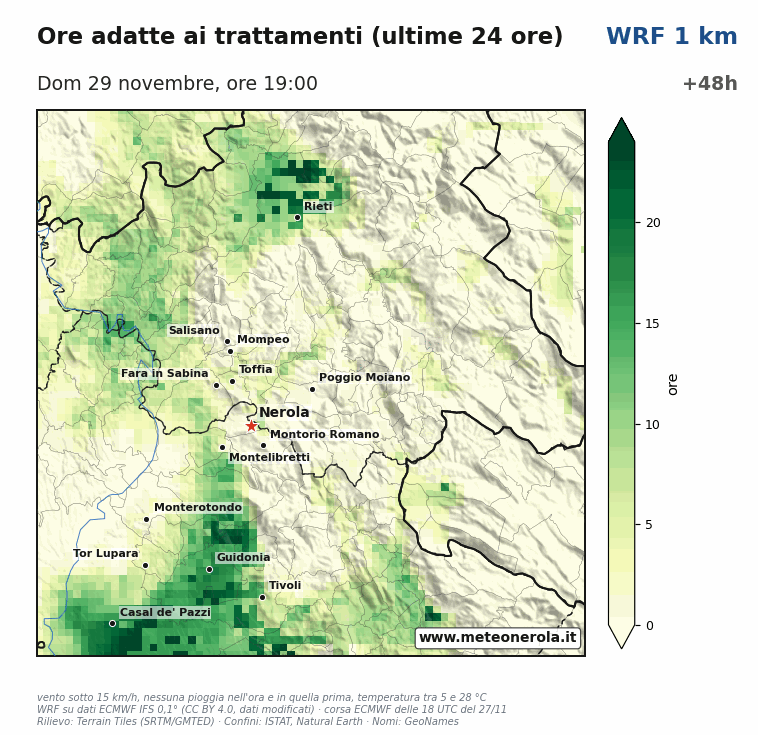 Ore adatte ai trattamenti (ultime 24 ore) WRF 1 km
Dom 29 novembre, ore 19:00 +48h
Rieti
Salisano
Mompeo
Toffia
Fara in Sabina
Poggio Moiano
Nerola
Montorio Romano
Montelibretti
Monterotondo
Tor Lupara
Guidonia
Tivoli
Casal de' Pazzi
www.meteonerola.it
20
15
10
5
0
ore
vento sotto 15 km/h, nessuna pioggia nell'ora e in quella prima, temperatura tra 5 e 28 °C
WRF su dati ECMWF IFS 0,1° (CC BY 4.0, dati modificati) · corsa ECMWF delle 18 UTC del 27/11
Rilievo: Terrain Tiles (SRTM/GMTED) · Confini: ISTAT, Natural Earth · Nomi: GeoNames